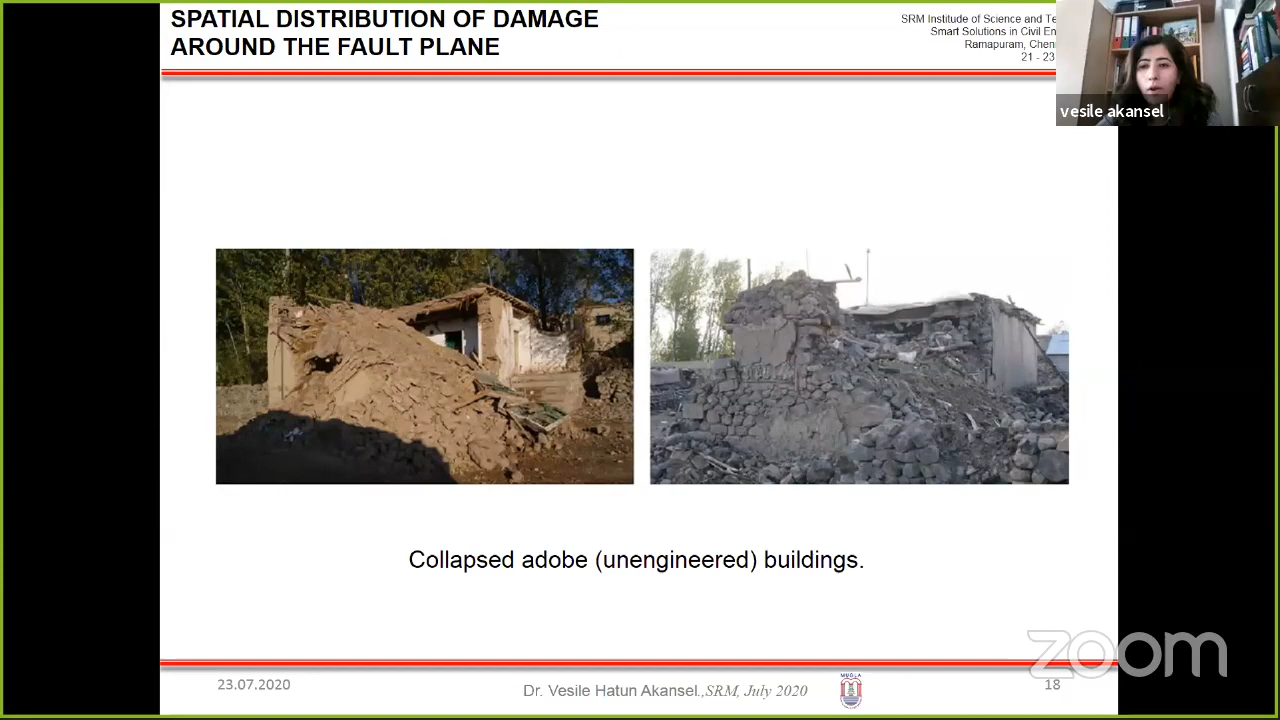 SPATIAL DISTRIBUTION OF DAMAGE
AROUND THE FAULT PLANE
SRM Institute of Science and Te
Smart Solutions in Civil En
Ramapuram, Chen
21 - 23
vesile akansel
Collapsed adobe (unengineered) buildings.
zoom
23.07.2020
Dr. Vesile Hatun Akansel.,SRM, July 2020
MUĞLA
18